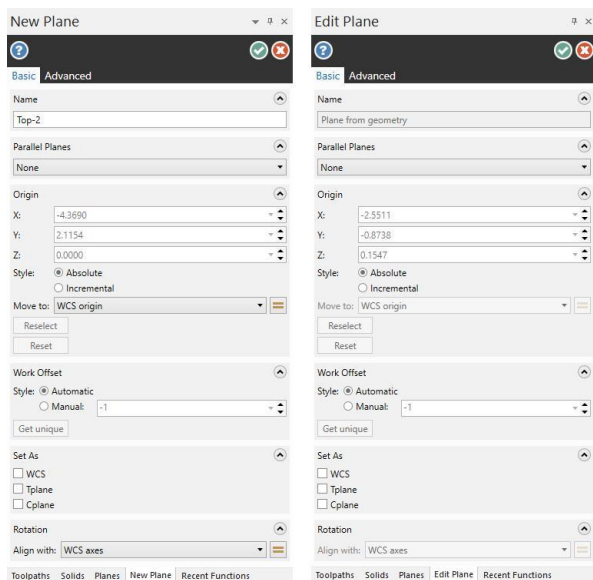 New Plane
Basic Advanced
Name
Top-2
Parallel Planes
None
Origin
X: -4.3690
Y: 2.1154
Z: 0.0000
Style: Absolute
Incremental
Move to: WCS origin
Reselect
Reset
Work Offset
Style: Automatic
Manual: -1
Get unique
Set As
WCS
Tplane
Cplane
Rotation
Align with: WCS axes
Toolpaths Solids Planes New Plane Recent Functions
Edit Plane
Basic Advanced
Name
Plane from geometry
Parallel Planes
None
Origin
X: -2.5511
Y: -0.8738
Z: 0.1547
Style: Absolute
Incremental
Move to: WCS origin
Reselect
Reset
Work Offset
Style: Automatic
Manual: -1
Get unique
Set As
WCS
Tplane
Cplane
Rotation
Align with: WCS axes
Toolpaths Solids Planes Edit Plane Recent Functions